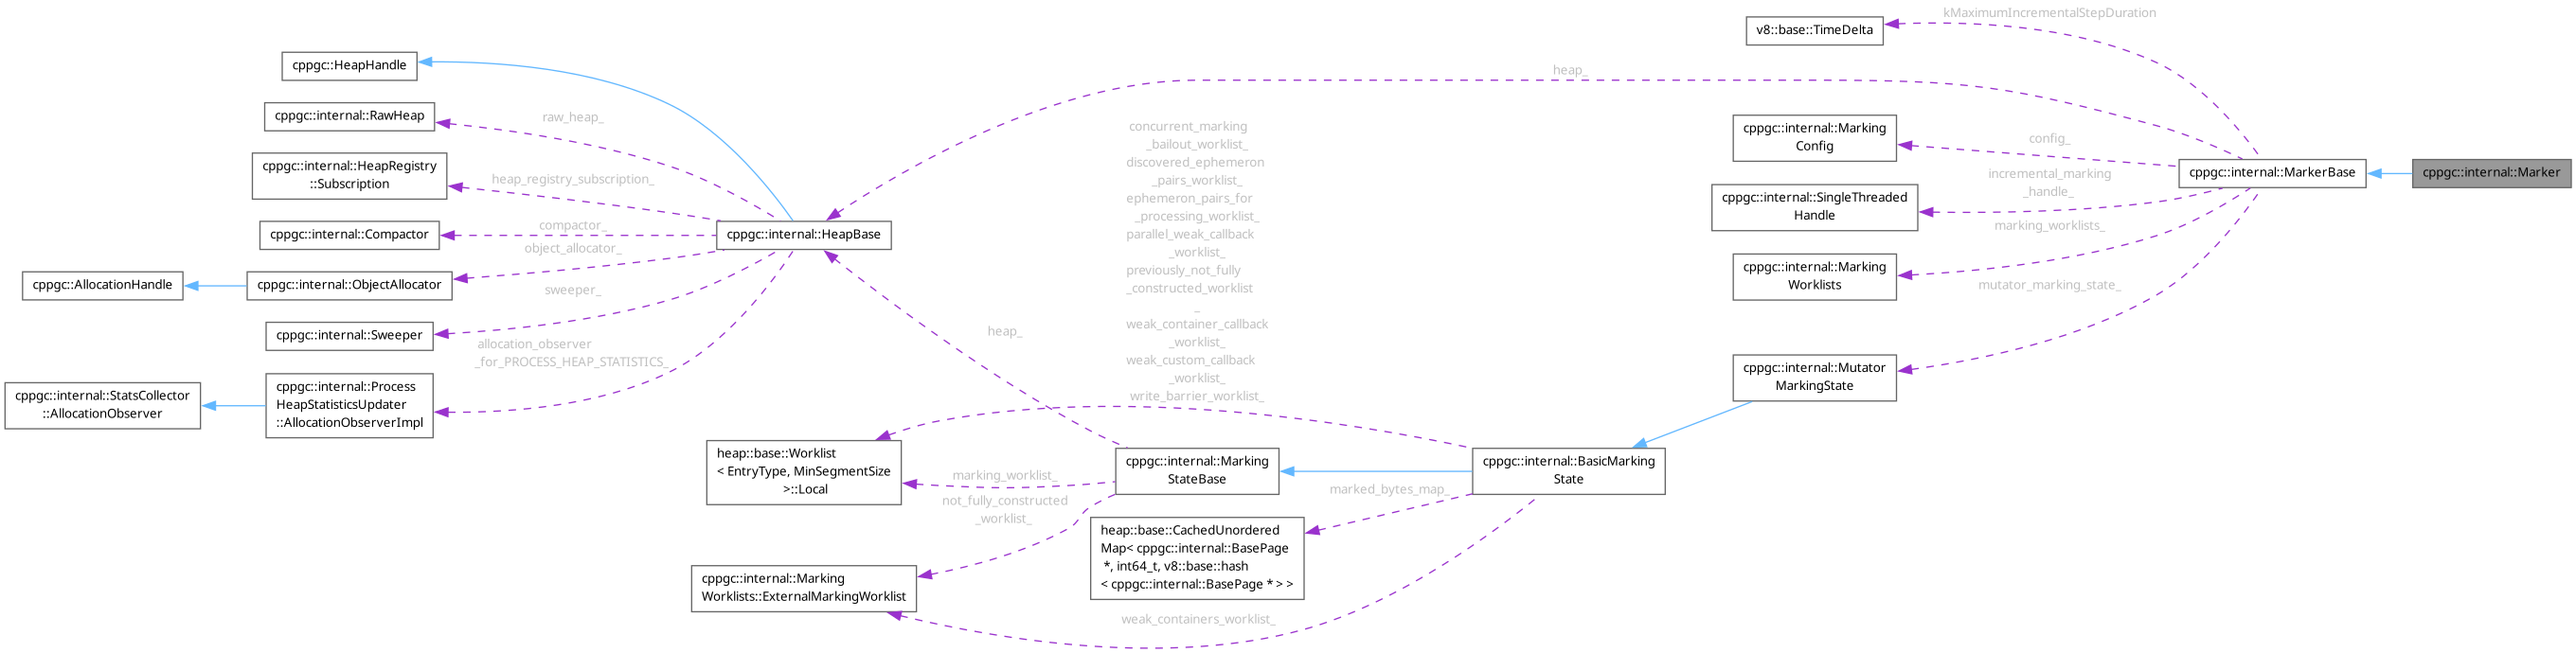 kMaximumIncrementalStepDuration
v8::base::TimeDelta
cppgc::HeapHandle
heap_
cppgc::internal::RawHeap
raw_heap_
cppgc::internal::Marking
Config
config_
cppgc::internal::HeapRegistry
::Subscription
heap_registry_subscription_
concurrent_marking
_bailout_worklist_
discovered_ephemeron
_pairs_worklist_
ephemeron_pairs_for
_processing_worklist_
parallel_weak_callback
_worklist_
previously_not_fully
_constructed_worklist
_
weak_container_callback
_worklist_
weak_custom_callback
_worklist_
write_barrier_worklist_
cppgc::internal::MarkerBase
cppgc::internal::Marker
incremental_marking
_handle_
cppgc::internal::SingleThreaded
Handle
cppgc::internal::Compactor
compactor_
cppgc::internal::HeapBase
marking_worklists_
object_allocator_
cppgc::AllocationHandle
cppgc::internal::ObjectAllocator
sweeper_
cppgc::internal::Marking
Worklists
mutator_marking_state_
cppgc::internal::Sweeper
heap_
allocation_observer
_for_PROCESS_HEAP_STATISTICS_
cppgc::internal::Mutator
MarkingState
cppgc::internal::StatsCollector
::AllocationObserver
cppgc::internal::Process
HeapStatisticsUpdater
::AllocationObserverImpl
heap::base::Worklist
< EntryType, MinSegmentSize
>::Local
marking_worklist_
cppgc::internal::Marking
StateBase
cppgc::internal::BasicMarking
State
not_fully_constructed
_worklist_
marked_bytes_map_
heap::base::CachedUnordered
Map< cppgc::internal::BasePage
*, int64_t, v8::base::hash
< cppgc::internal::BasePage * > >
cppgc::internal::Marking
Worklists::ExternalMarkingWorklist
weak_containers_worklist_